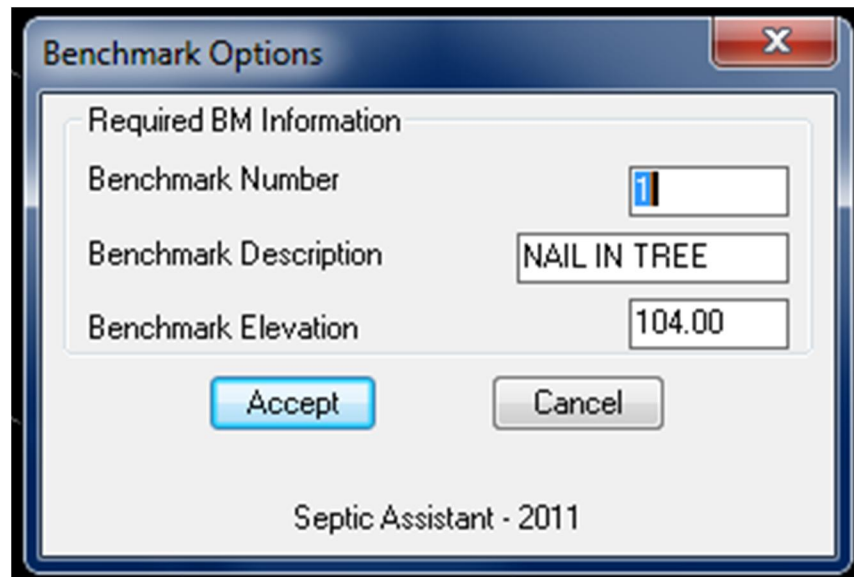 Benchmark Options
Required BM Information
Benchmark Number 1
Benchmark Description NAIL IN TREE
Benchmark Elevation 104.00
Accept Cancel
Septic Assistant - 2011